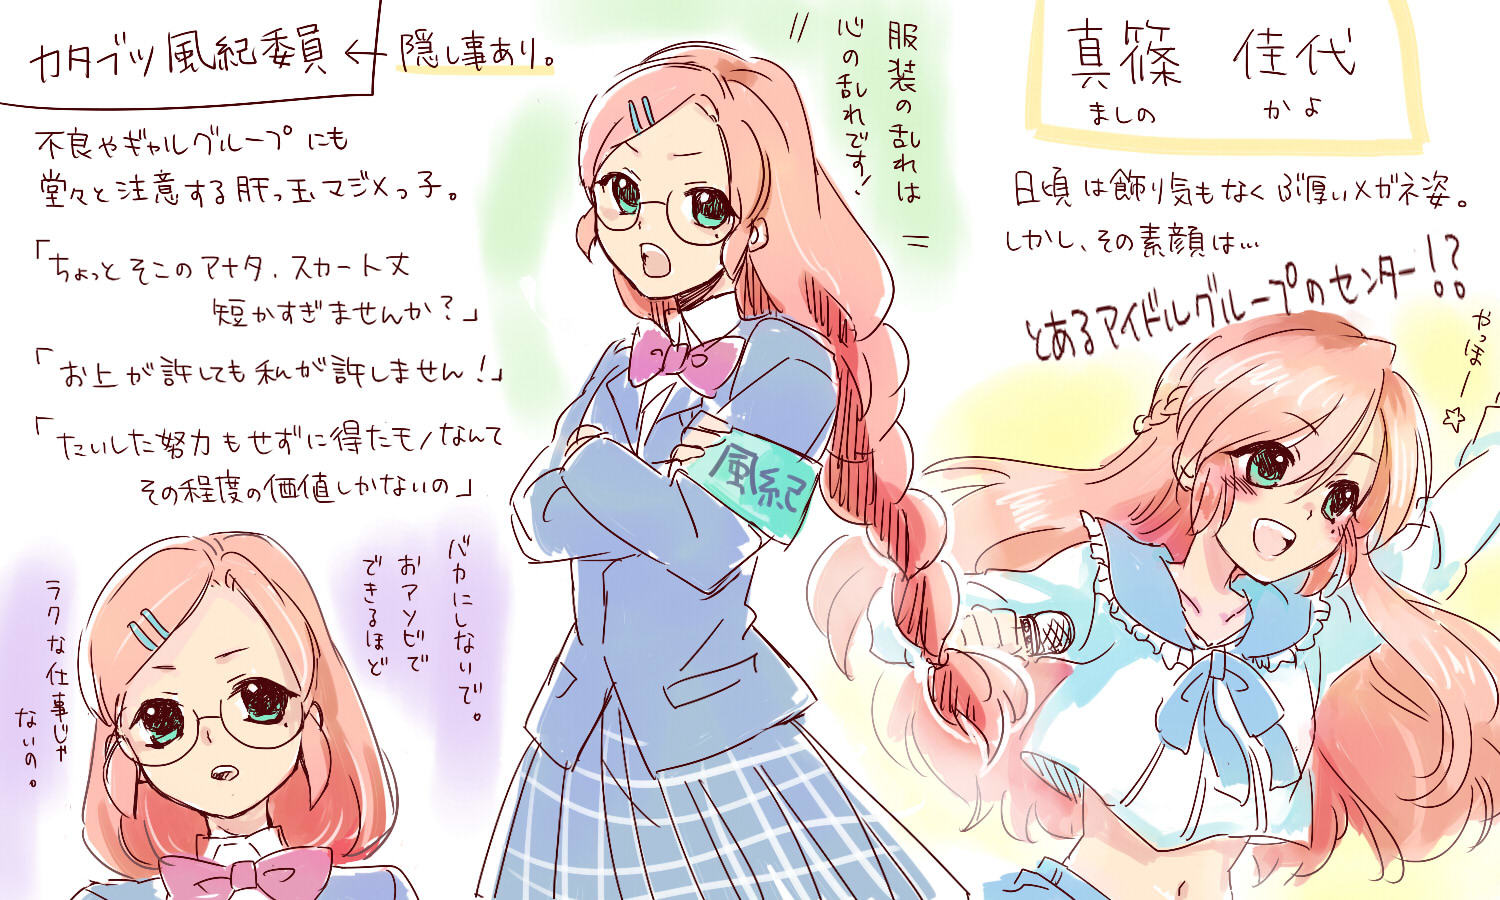 カタブツ風紀委員 ← 隠し事あり。
不良やギャルグループにも
堂々と注意する肝っ玉マジメっ子。
「ちょっとそこのアナタ、スカート丈
短かすぎませんか?」
「お上が許しても私が許しません!」
「たいした努力もせずに得たモノなんて
その程度の価値しかないの」
バカにしないで。
おアソビで
できるほど
ラクな仕事じゃ
ないの。
〃服装の乱れは
心の乱れです!〃
風紀
真篠 佳代
ましの かよ
日頃は飾り気もなくぶ厚いメガネ姿。
しかし、その素顔は…
とあるアイドルグループのセンター!?
やっほー☆